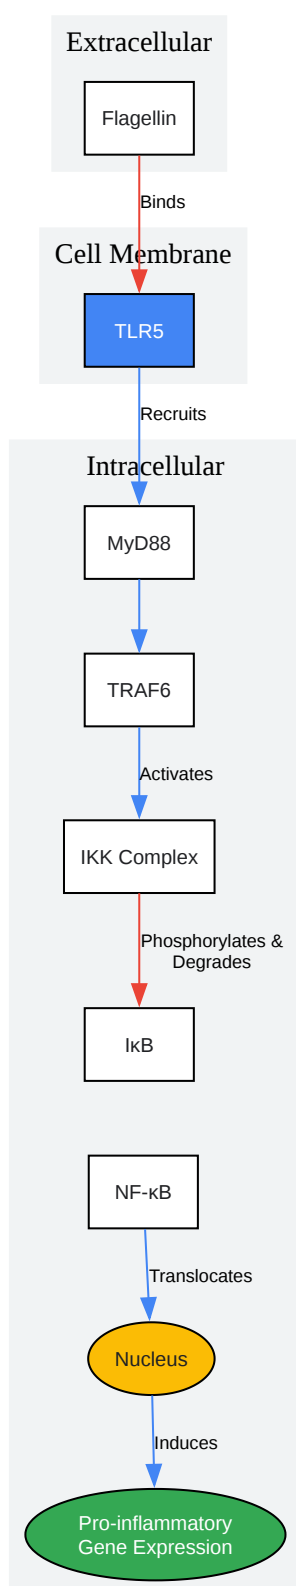 Extracellular
Flagellin
Binds
Cell Membrane
TLR5
Recruits
Intracellular
MyD88
TRAF6
Activates
IKK Complex
Phosphorylates &
Degrades
IκB
NF-κB
Translocates
Nucleus
Induces
Pro-inflammatory
Gene Expression